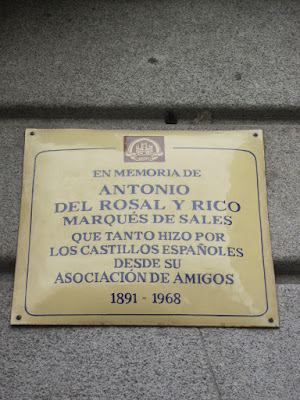 EN MEMORIA DE
ANTONIO
DEL ROSAL Y RICO
MARQUÉS DE SALES
QUE TANTO HIZO POR
LOS CASTILLOS ESPAÑOLES
DESDE SU
ASOCIACIÓN DE AMIGOS
1891 - 1968